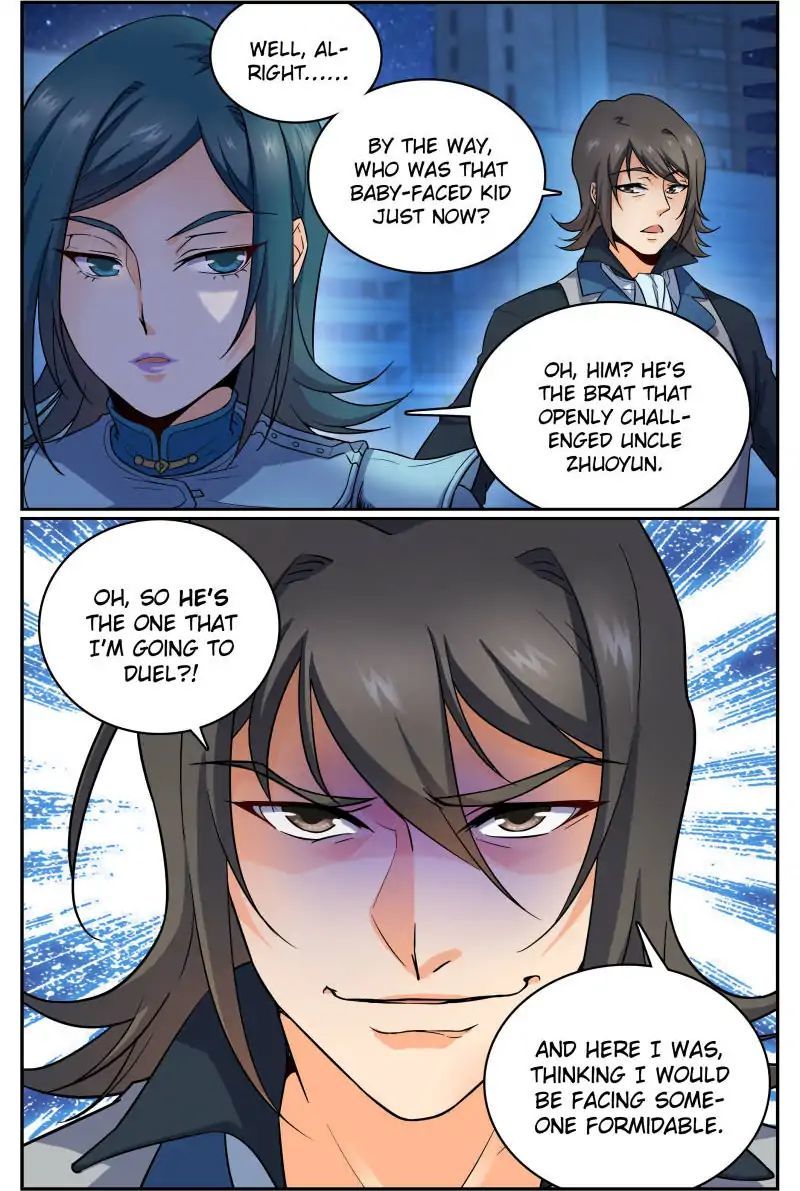 WELL, AL-
RIGHT......
BY THE WAY,
WHO WAS THAT
BABY-FACED KID
JUST NOW?
OH, HIM? HE'S
THE BRAT THAT
OPENLY CHALL-
ENGED UNCLE
ZHUOYUN.
OH, SO HE'S
THE ONE THAT
I'M GOING TO
DUEL?!
AND HERE I WAS,
THINKING I WOULD
BE FACING SOME-
ONE FORMIDABLE.